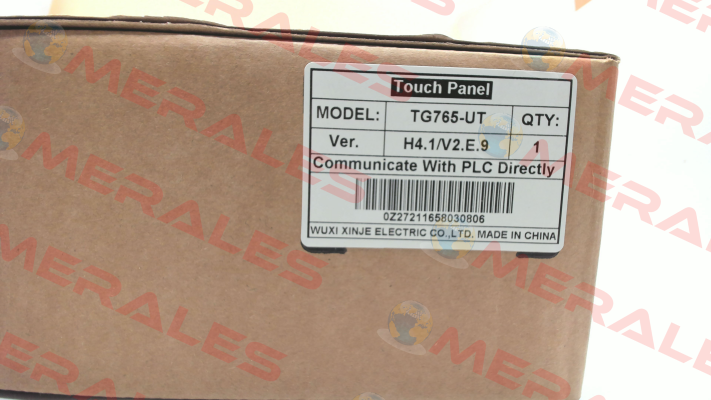 Touch Panel
MODEL: TG765-UT QTY:
Ver. H4.1/V2.E.9 1
Communicate With PLC Directly
0Z27211658030806
WUXI XINJE ELECTRIC CO.,LTD. MADE IN CHINA
MERALES
MERALES
MERALES
MERALES
MERALES